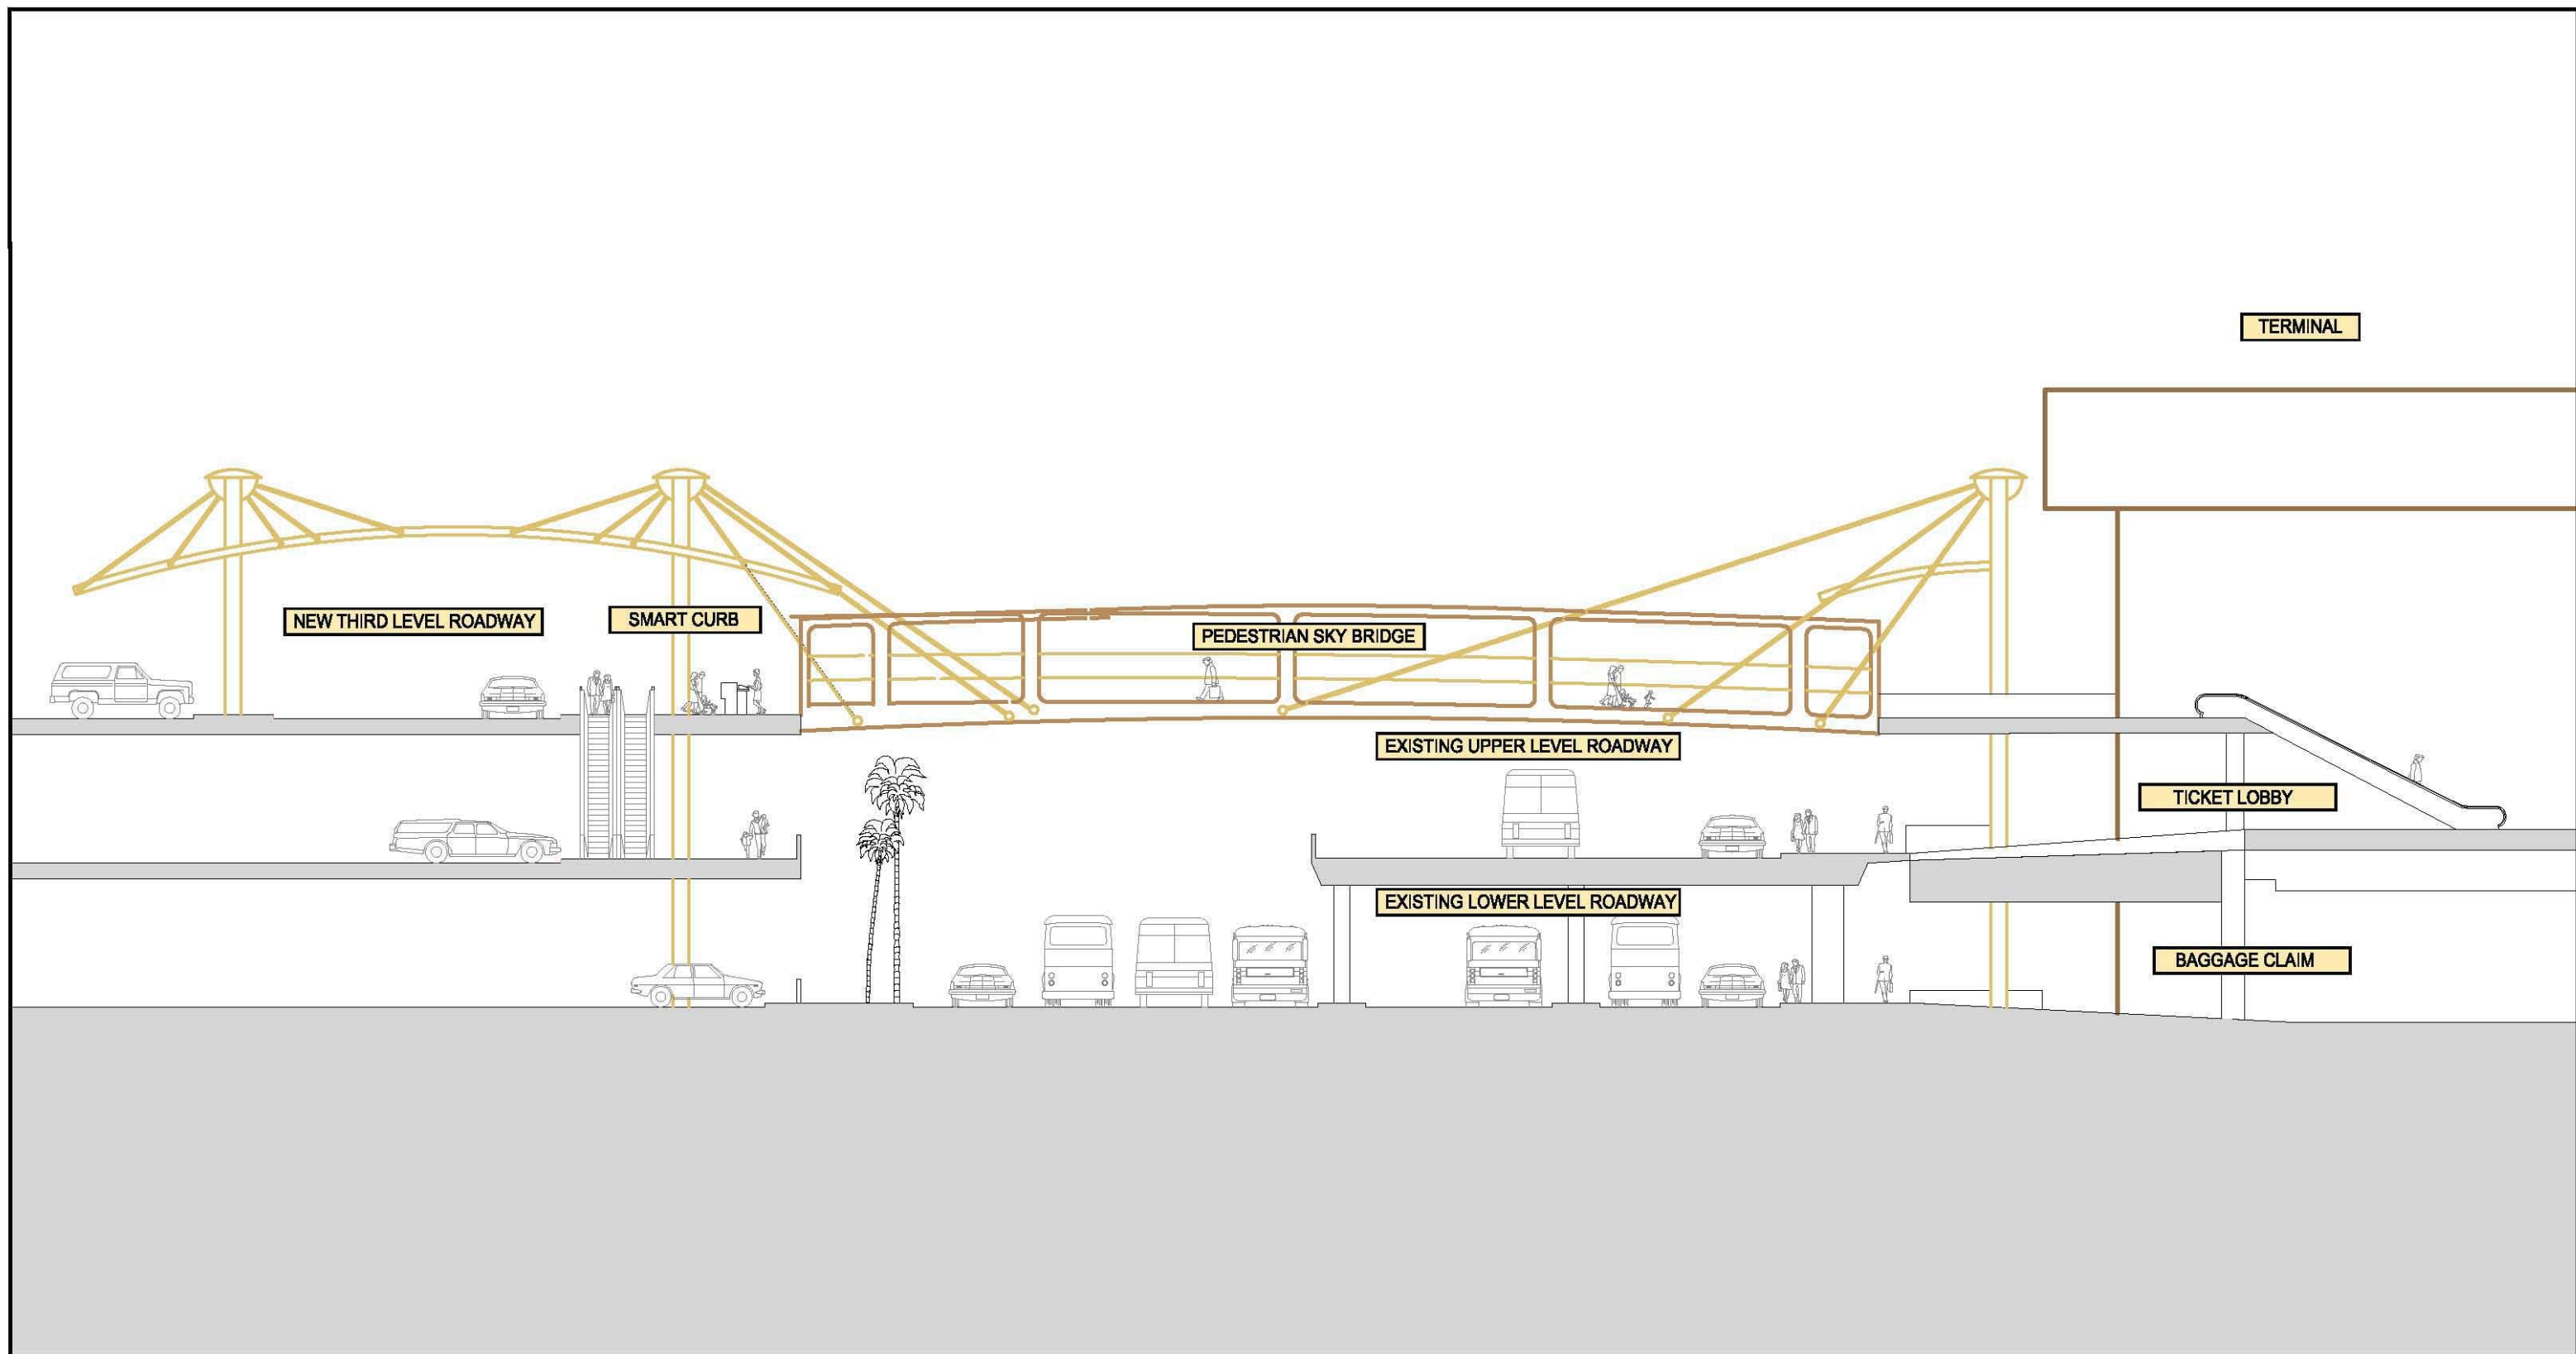 TERMINAL
NEW THIRD LEVEL ROADWAY
SMART CURB
PEDESTRIAN SKY BRIDGE
EXISTING UPPER LEVEL ROADWAY
TICKET LOBBY
EXISTING LOWER LEVEL ROADWAY
BAGGAGE CLAIM